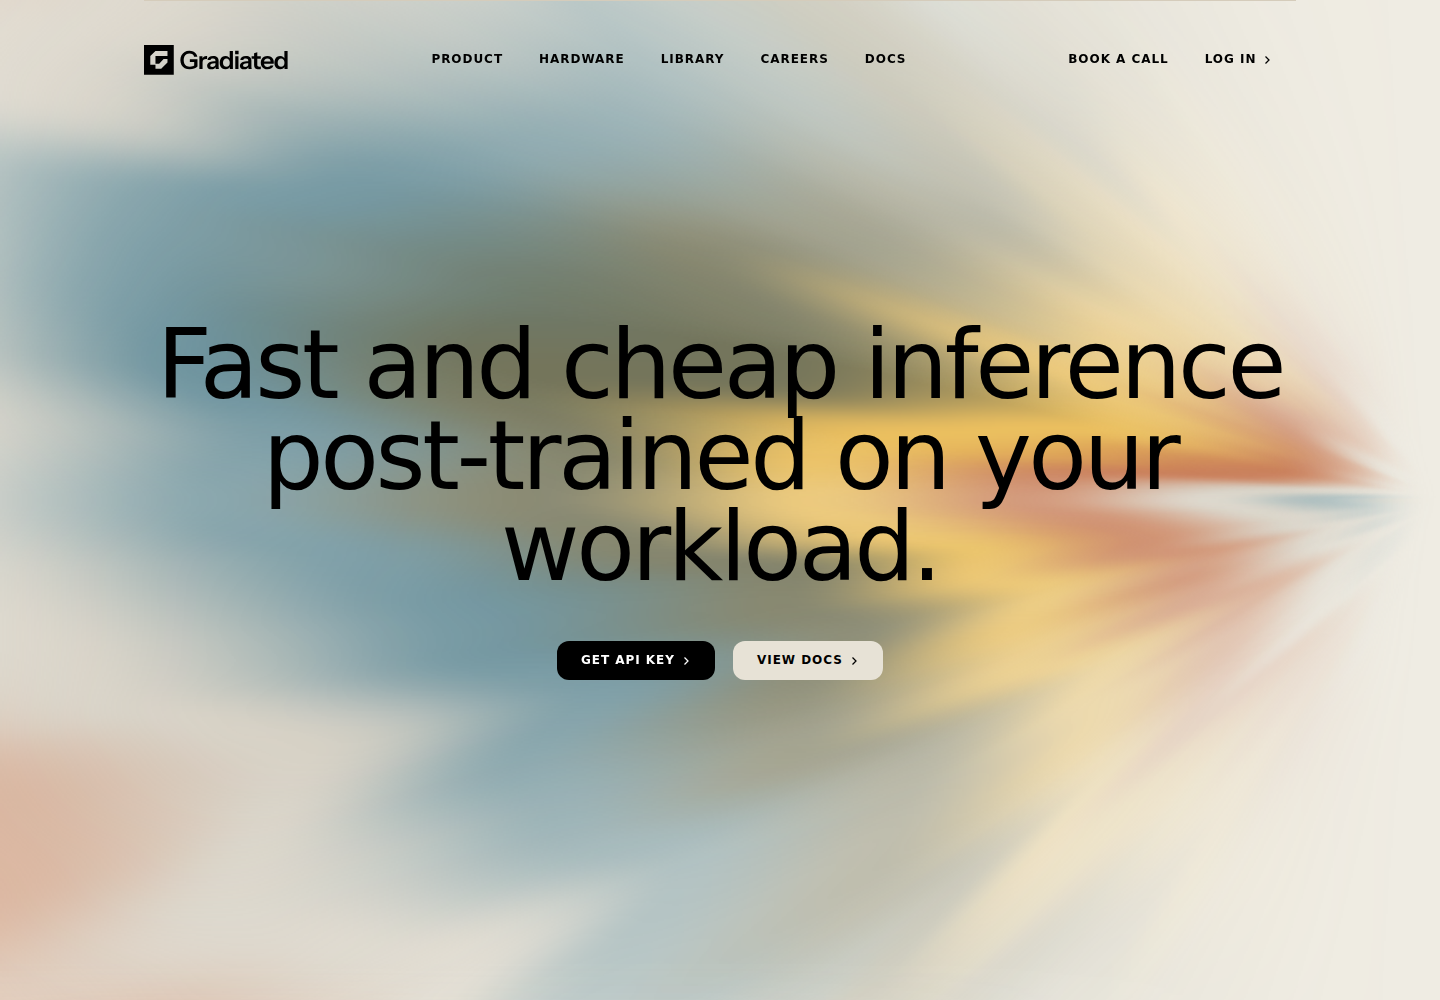 Gradiated
PRODUCT HARDWARE LIBRARY CAREERS DOCS
BOOK A CALL LOG IN
Fast and cheap inference
post-trained on your
workload.
GET API KEY
VIEW DOCS